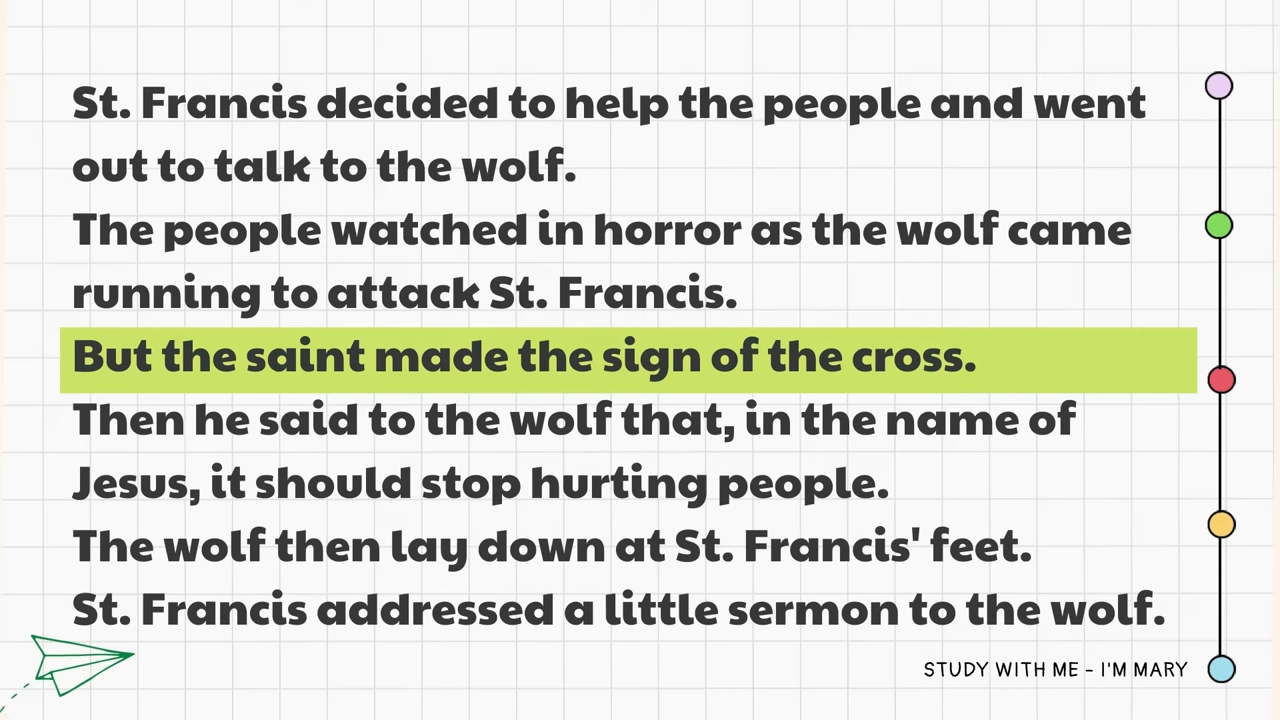 St. Francis decided to help the people and went
out to talk to the wolf.
The people watched in horror as the wolf came
running to attack St. Francis.
But the saint made the sign of the cross.
Then he said to the wolf that, in the name of
Jesus, it should stop hurting people.
The wolf then lay down at St. Francis' feet.
St. Francis addressed a little sermon to the wolf.
STUDY WITH ME - I'M MARY